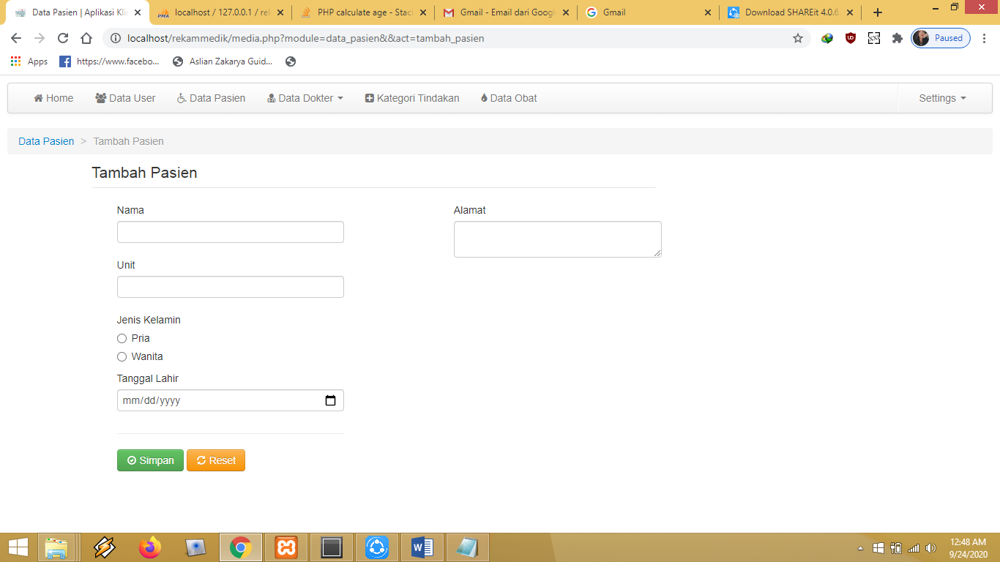 Data Pasien | Aplikasi Kli
localhost / 127.0.0.1 / rek
PHP calculate age - Stack
Gmail - Email dari Google
Gmail
Download SHAREit 4.0.6.
localhost/rekammedik/media.php?module=data_pasien&&act=tambah_pasien
Paused
Apps
https://www.facebo...
Aslian Zakarya Guid...
Home
Data User
Data Pasien
Data Dokter
Kategori Tindakan
Data Obat
Settings
Data Pasien > Tambah Pasien
Tambah Pasien
Nama
Alamat
Unit
Jenis Kelamin
Pria
Wanita
Tanggal Lahir
mm/dd/yyyy
Simpan
Reset
12:48 AM
9/24/2020